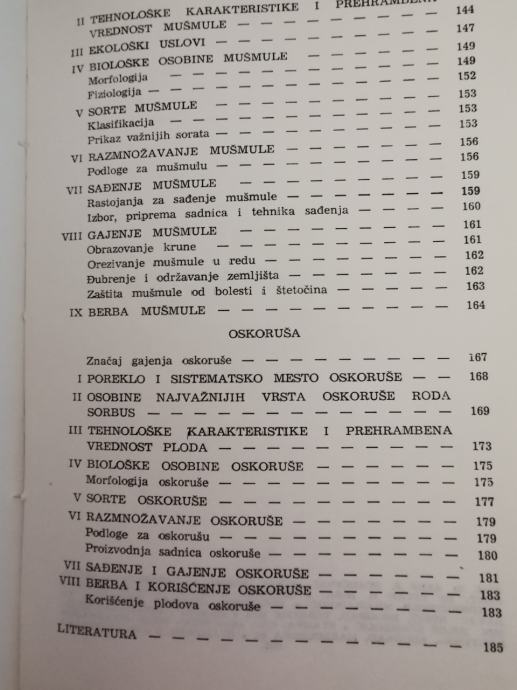 II TEHNOLOŠKE KARAKTERISTIKE I PREHRAMBENA
VREDNOST MUŠMULE — — — — — — — — 144
III EKOLOŠKI USLOVI — — — — — — — — — 147
IV BIOLOŠKE OSOBINE MUŠMULE — — — — — — 149
Morfologija — — — — — — — — — — 149
Fiziologija — — — — — — — — — — 152
V SORTE MUŠMULE — — — — — — — — — 153
Klasifikacija — — — — — — — — — — 153
Prikaz važnijih sorata — — — — — — — — 153
VI RAZMNOŽAVANJE MUŠMULE — — — — — — 156
Podloge za mušmulu — — — — — — — — 156
VII SAĐENJE MUŠMULE — — — — — — — — 159
Rastojanja za sađenje mušmule — — — — — — 159
Izbor, priprema sadnica i tehnika sađenja — — — — 160
VIII GAJENJE MUŠMULE — — — — — — — — 161
Obrazovanje krune — — — — — — — — 161
Orezivanje mušmule u redu — — — — — — — 162
Đubrenje i održavanje zemljišta — — — — — — 162
Zaštita mušmule od bolesti i štetočina — — — — — 163
IX BERBA MUŠMULE — — — — — — — — — 164
OSKORUŠA
Značaj gajenja oskoruše — — — — — — — — 167
I POREKLO I SISTEMATSKO MESTO OSKORUŠE — — 168
II OSOBINE NAJVAŽNIJIH VRSTA OSKORUŠE RODA
SORBUS — — — — — — — — — — — 169
III TEHNOLOŠKE KARAKTERISTIKE I PREHRAMBENA
VREDNOST PLODA — — — — — — — — — 173
IV BIOLOŠKE OSOBINE OSKORUŠE — — — — — — 175
Morfologija oskoruše — — — — — — — — — 175
V SORTE OSKORUŠE — — — — — — — — — 177
VI RAZMNOŽAVANJE OSKORUŠE — — — — — — 179
Podloge za oskorušu — — — — — — — — — 179
Proizvodnja sadnica oskoruše — — — — — — — 180
VII SAĐENJE I GAJENJE OSKORUŠE — — — — — — 181
VIII BERBA I KORIŠĆENJE OSKORUŠE — — — — — 183
Korišćenje plodova oskoruše — — — — — — — 183
LITERATURA — — — — — — — — — — — — 185